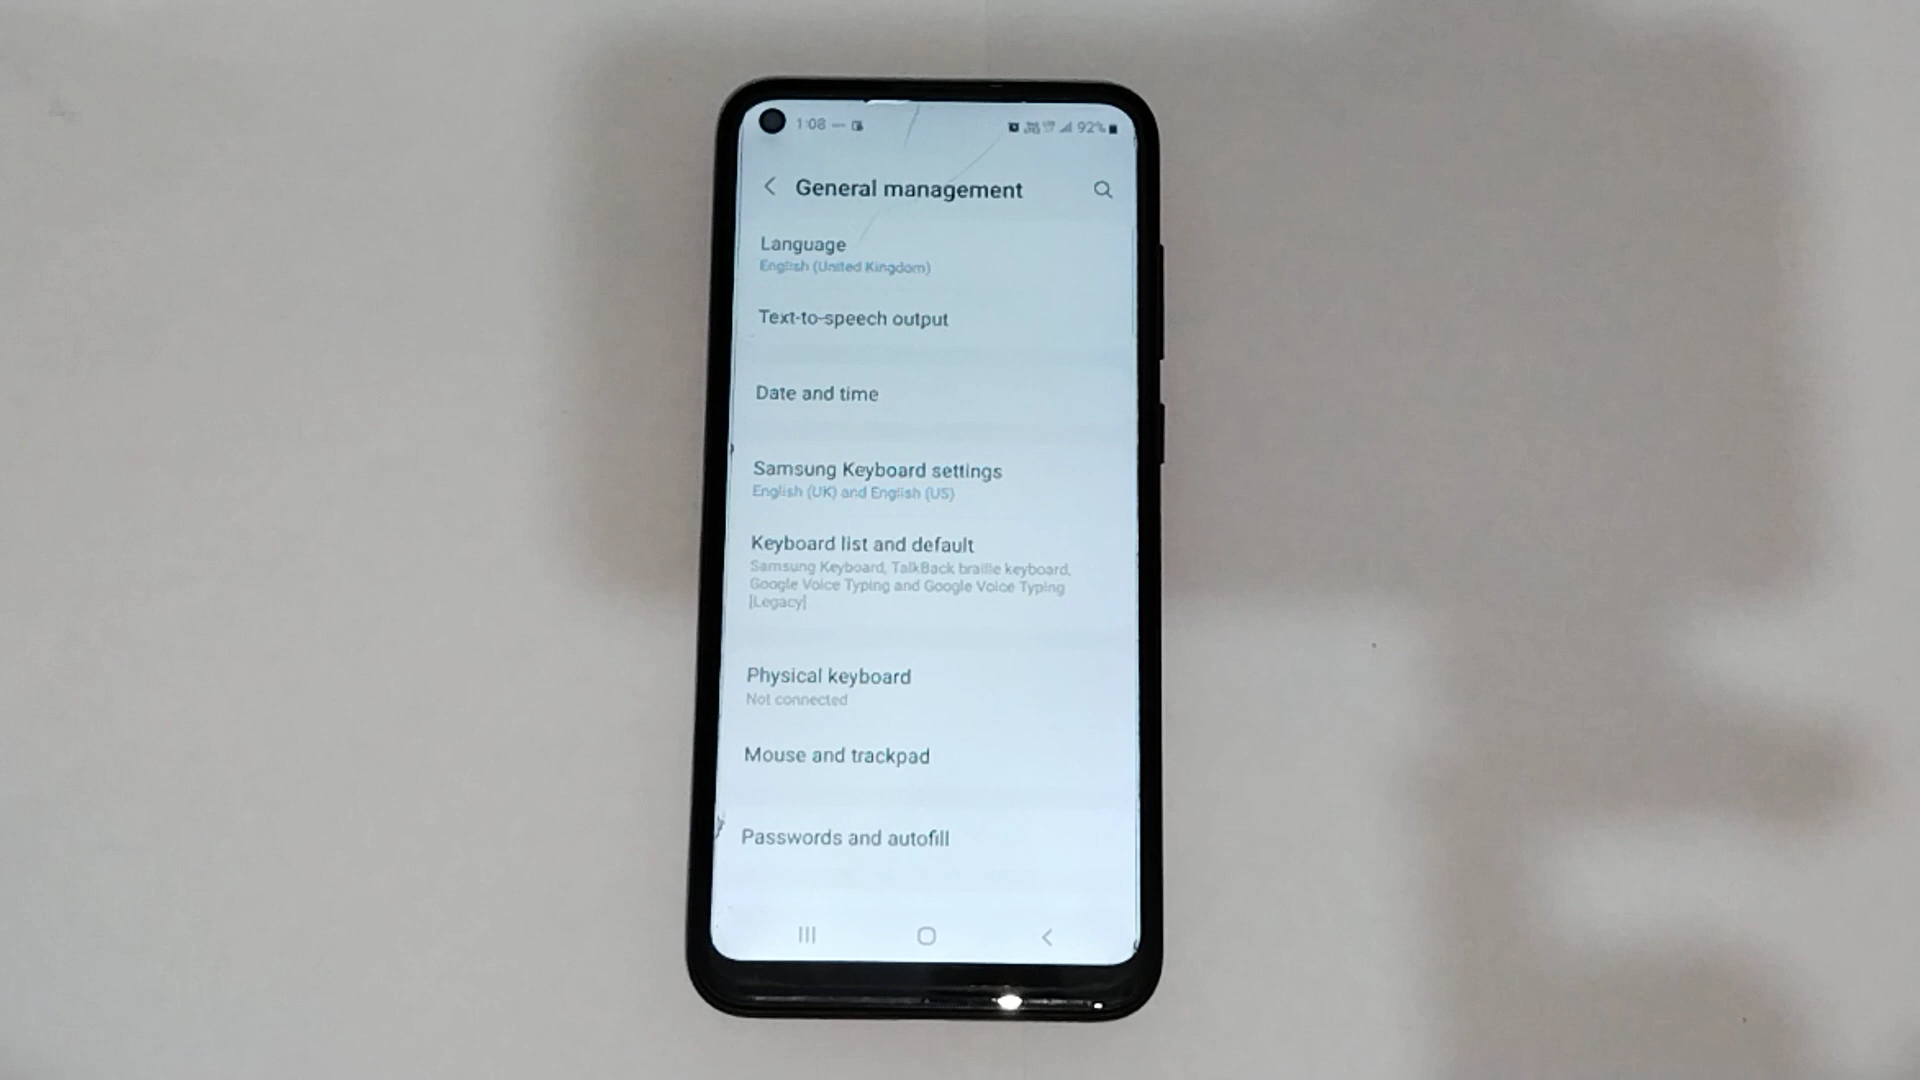 1:08
92%
General management
Language
English (United Kingdom)
Text-to-speech output
Date and time
Samsung Keyboard settings
English (UK) and English (US)
Keyboard list and default
Samsung Keyboard, TalkBack braille keyboard,
Google Voice Typing and Google Voice Typing
[Legacy]
Physical keyboard
Not connected
Mouse and trackpad
Passwords and autofill